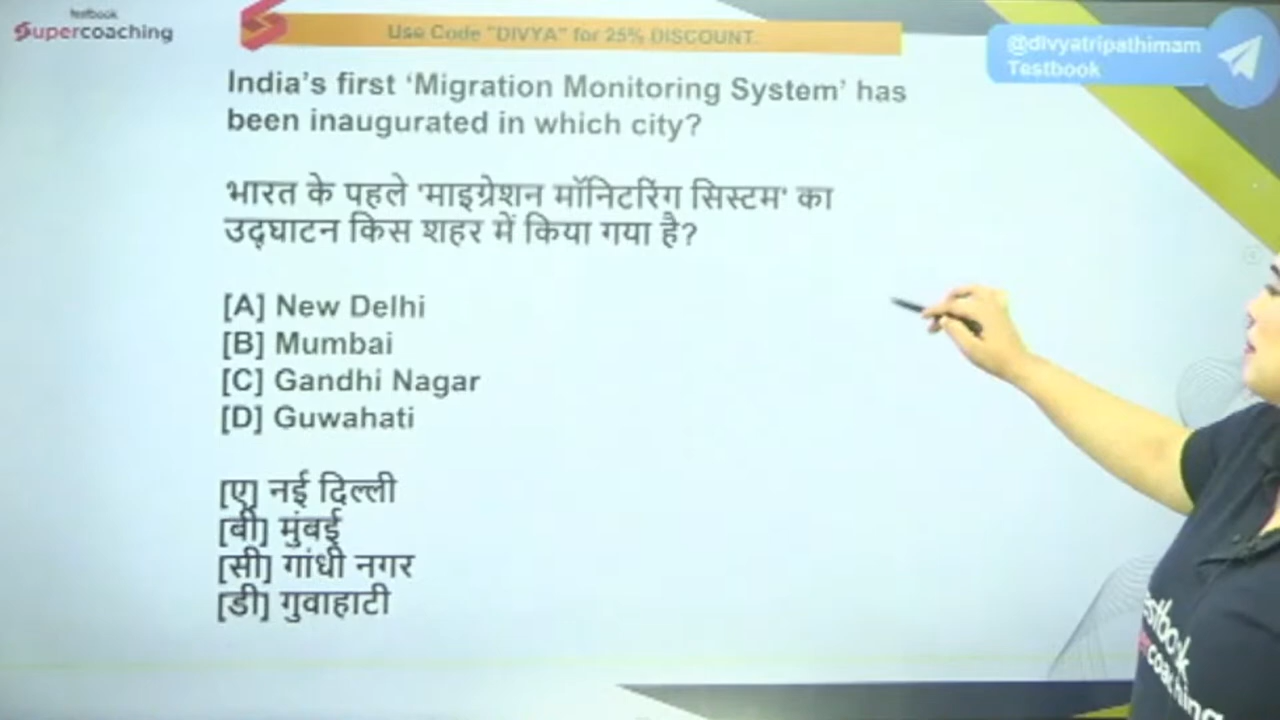 testbook
Supercoaching
Use Code "DIVYA" for 25% DISCOUNT.
@divyatripathimam
Testbook
India's first 'Migration Monitoring System' has
been inaugurated in which city?
भारत के पहले 'माइग्रेशन मॉनिटरिंग सिस्टम' का
उद्घाटन किस शहर में किया गया है?
[A] New Delhi
[B] Mumbai
[C] Gandhi Nagar
[D] Guwahati
[ए] नई दिल्ली
[बी] मुंबई
[सी] गांधी नगर
[डी] गुवाहाटी